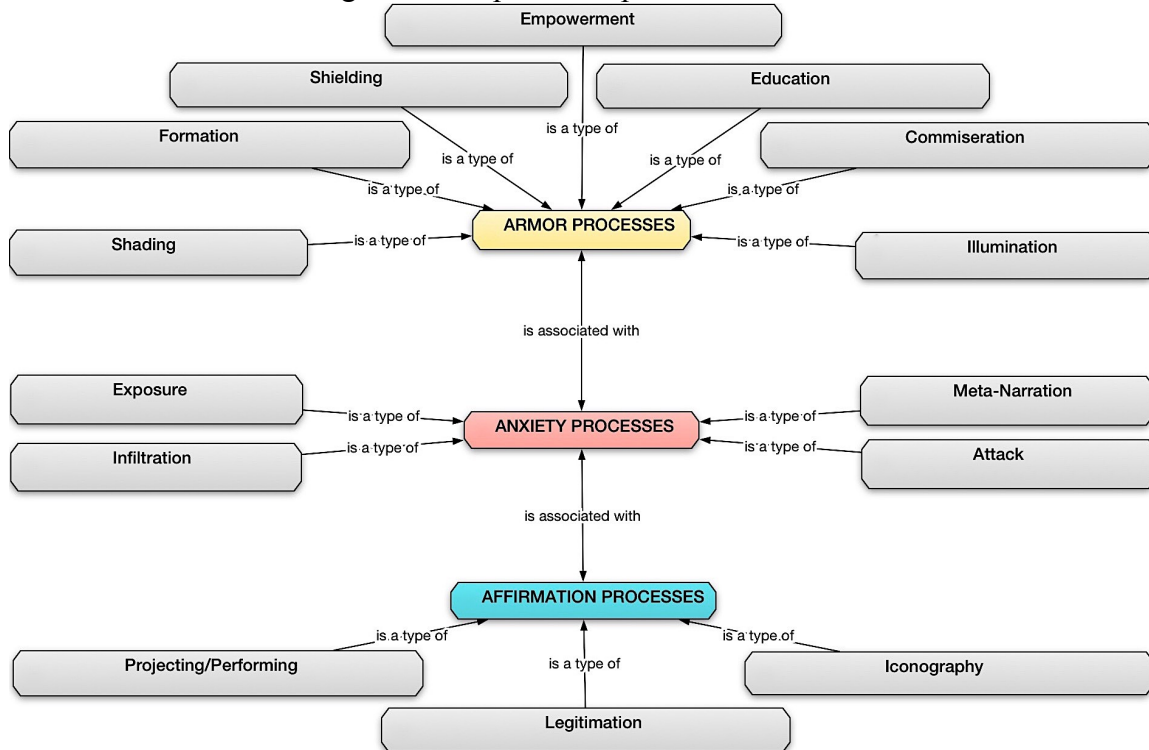 Empowerment
Shielding
Education
is a type of
Formation
Commiseration
is a type of
is a type of
is a type of
is a type of
ARMOR PROCESSES
Shading
is a type of
is a type of
Illumination
is associated with
Exposure
is a type of
is a type of
Meta-Narration
ANXIETY PROCESSES
Infiltration
is a type of
is a type of
Attack
is associated with
AFFIRMATION PROCESSES
is a type of
is a type of
is a type of
Projecting/Performing
Iconography
Legitimation